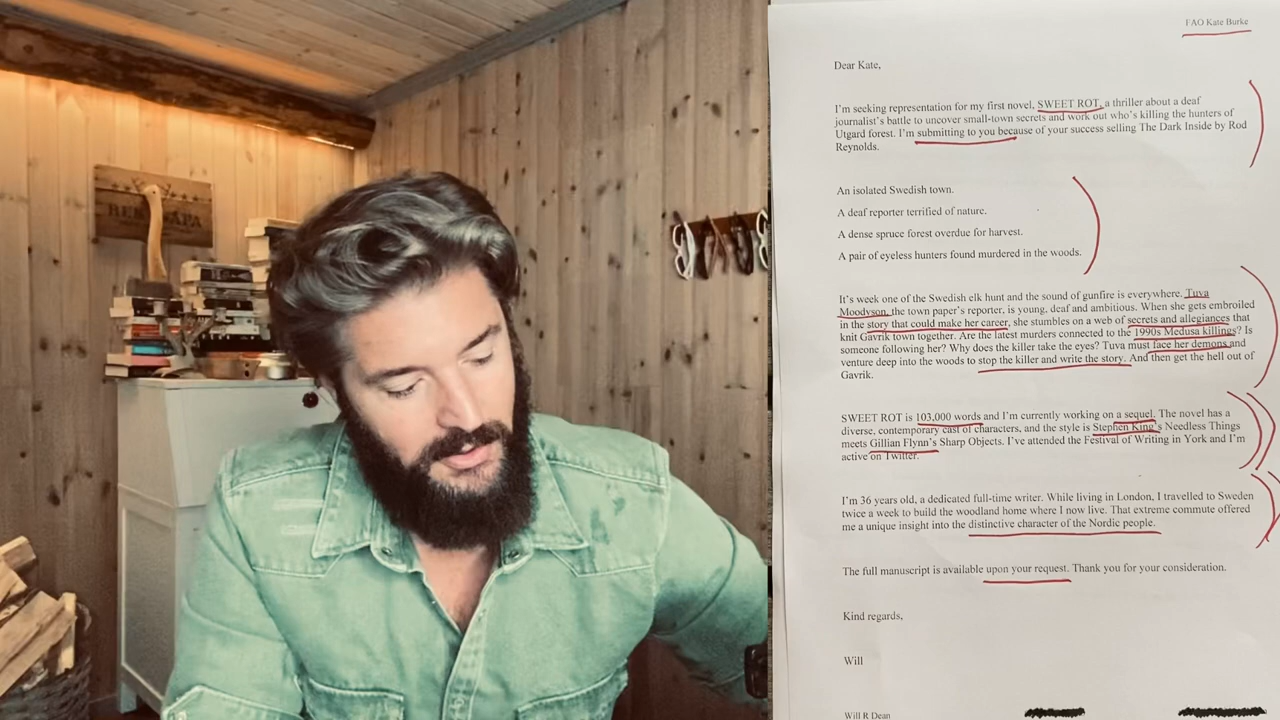 FAO Kate Burke
Dear Kate,
I'm seeking representation for my first novel, SWEET ROT, a thriller about a deaf
journalist's battle to uncover small-town secrets and work out who's killing the hunters of
Utgard forest. I'm submitting to you because of your success selling The Dark Inside by Rod
Reynolds.
An isolated Swedish town.
A deaf reporter terrified of nature.
A dense spruce forest overdue for harvest.
A pair of eyeless hunters found murdered in the woods.
It's week one of the Swedish elk hunt and the sound of gunfire is everywhere. Tuva
Moodyson, the town paper's reporter, is young, deaf and ambitious. When she gets embroiled
in the story that could make her career, she stumbles on a web of secrets and allegiances that
knit Gavrik town together. Are the latest murders connected to the 1990s Medusa killings? Is
someone following her? Why does the killer take the eyes? Tuva must face her demons and
venture deep into the woods to stop the killer and write the story. And then get the hell out of
Gavrik.
SWEET ROT is 103,000 words and I'm currently working on a sequel. The novel has a
diverse, contemporary cast of characters, and the style is Stephen King's Needless Things
meets Gillian Flynn's Sharp Objects. I've attended the Festival of Writing in York and I'm
active on Twitter.
I'm 36 years old, a dedicated full-time writer. While living in London, I travelled to Sweden
twice a week to build the woodland home where I now live. That extreme commute offered
me a unique insight into the distinctive character of the Nordic people.
The full manuscript is available upon your request. Thank you for your consideration.
Kind regards,
Will
Will R Dean